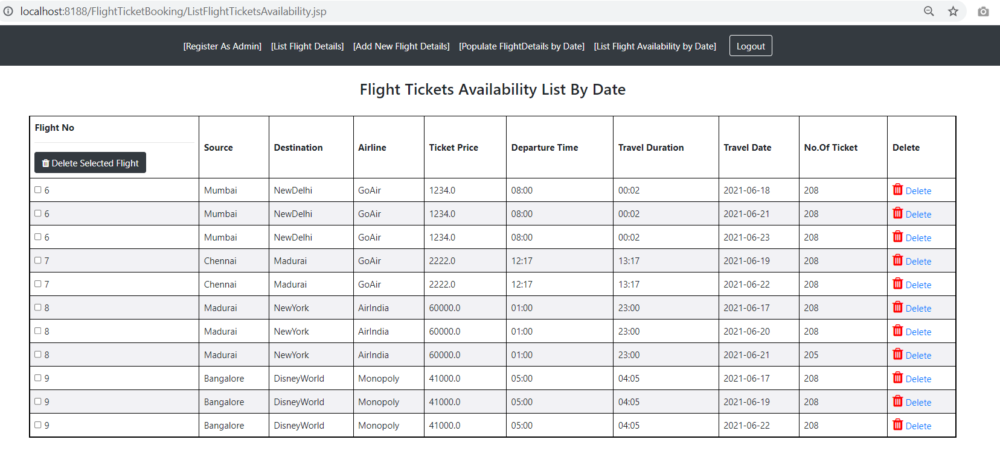 localhost:8188/FlightTicketBooking/ListFlightTicketsAvailability.jsp
[Register As Admin] [List Flight Details] [Add New Flight Details] [Populate FlightDetails by Date] [List Flight Availability by Date] Logout
Flight Tickets Availability List By Date
Flight No
Source Destination Airline Ticket Price Departure Time Travel Duration Travel Date No.Of Ticket Delete
Delete Selected Flight
6 Mumbai NewDelhi GoAir 1234.0 08:00 00:02 2021-06-18 208 Delete
6 Mumbai NewDelhi GoAir 1234.0 08:00 00:02 2021-06-21 208 Delete
6 Mumbai NewDelhi GoAir 1234.0 08:00 00:02 2021-06-23 208 Delete
7 Chennai Madurai GoAir 2222.0 12:17 13:17 2021-06-19 208 Delete
7 Chennai Madurai GoAir 2222.0 12:17 13:17 2021-06-22 208 Delete
8 Madurai NewYork AirIndia 60000.0 01:00 23:00 2021-06-17 208 Delete
8 Madurai NewYork AirIndia 60000.0 01:00 23:00 2021-06-20 208 Delete
8 Madurai NewYork AirIndia 60000.0 01:00 23:00 2021-06-21 205 Delete
9 Bangalore DisneyWorld Monopoly 41000.0 05:00 04:05 2021-06-17 208 Delete
9 Bangalore DisneyWorld Monopoly 41000.0 05:00 04:05 2021-06-19 208 Delete
9 Bangalore DisneyWorld Monopoly 41000.0 05:00 04:05 2021-06-22 208 Delete